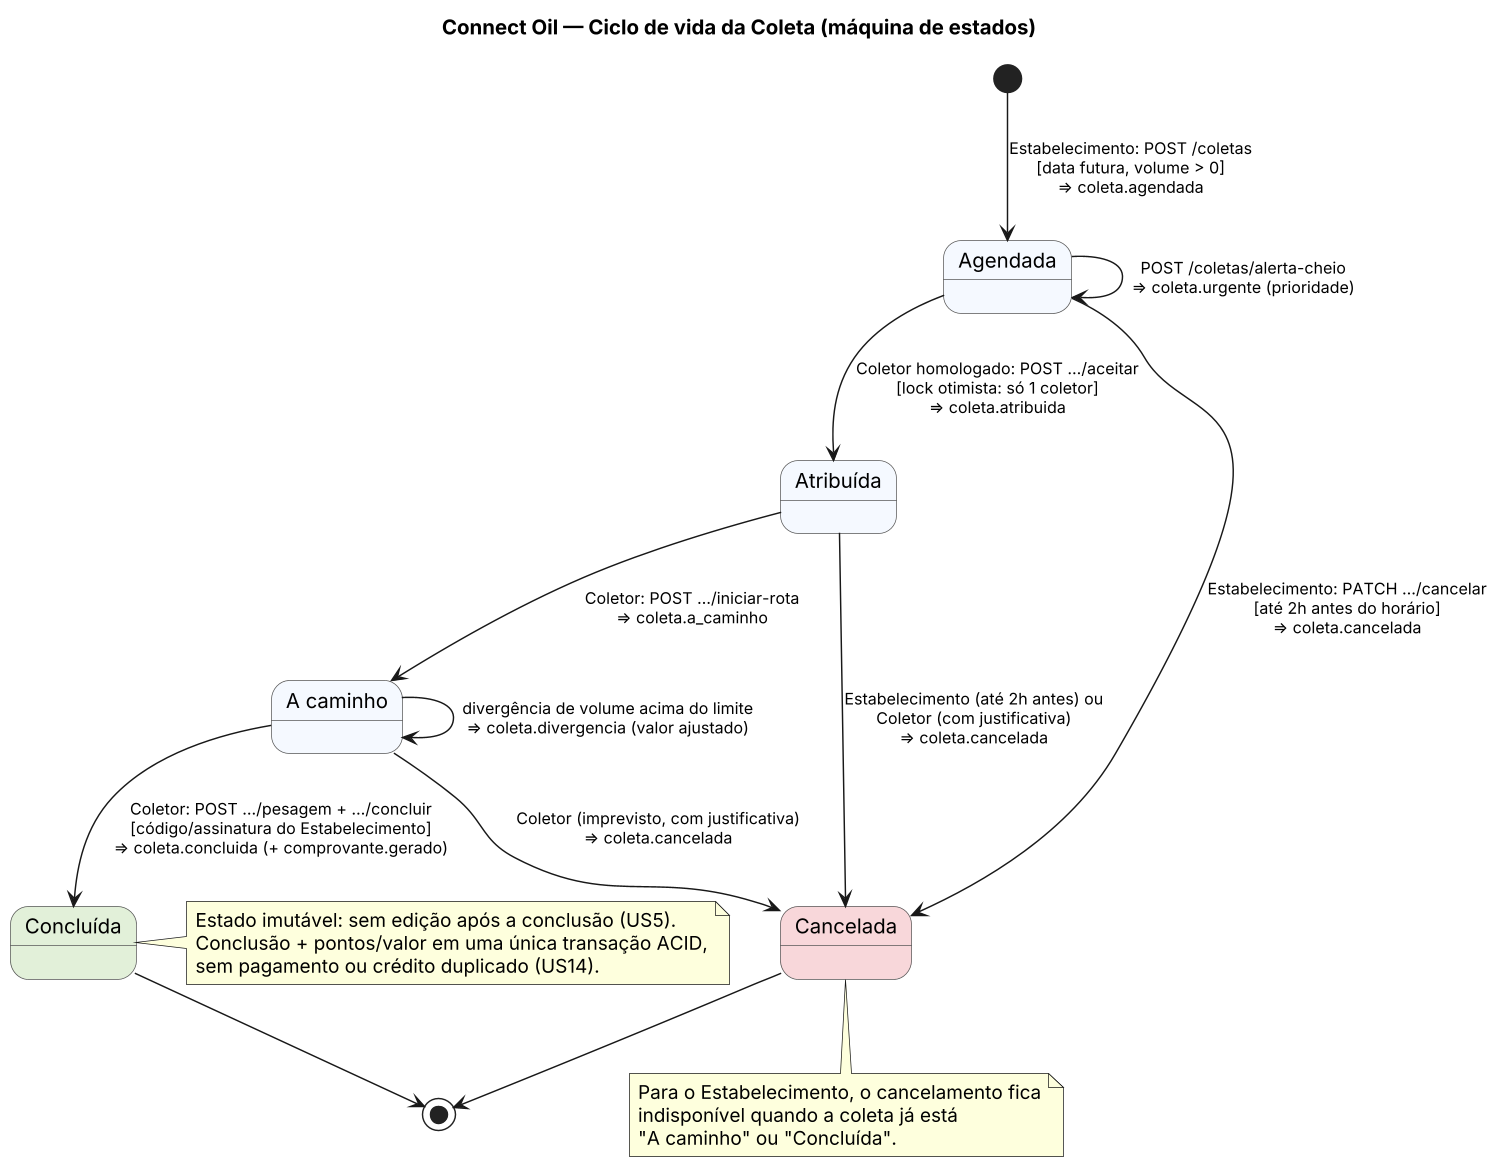 Connect Oil — Ciclo de vida da Coleta (máquina de estados)
Estabelecimento: POST /coletas
[data futura, volume > 0]
⇒ coleta.agendada
Agendada
POST /coletas/alerta-cheio
⇒ coleta.urgente (prioridade)
Coletor homologado: POST .../aceitar
[lock otimista: só 1 coletor]
⇒ coleta.atribuida
Atribuída
Coletor: POST .../iniciar-rota
⇒ coleta.a_caminho
Estabelecimento: PATCH .../cancelar
[até 2h antes do horário]
⇒ coleta.cancelada
A caminho
divergência de volume acima do limite
⇒ coleta.divergencia (valor ajustado)
Estabelecimento (até 2h antes) ou
Coletor (com justificativa)
⇒ coleta.cancelada
Coletor: POST .../pesagem + .../concluir
[código/assinatura do Estabelecimento]
⇒ coleta.concluida (+ comprovante.gerado)
Coletor (imprevisto, com justificativa)
⇒ coleta.cancelada
Concluída
Estado imutável: sem edição após a conclusão (US5).
Conclusão + pontos/valor em uma única transação ACID,
sem pagamento ou crédito duplicado (US14).
Cancelada
Para o Estabelecimento, o cancelamento fica
indisponível quando a coleta já está
"A caminho" ou "Concluída".